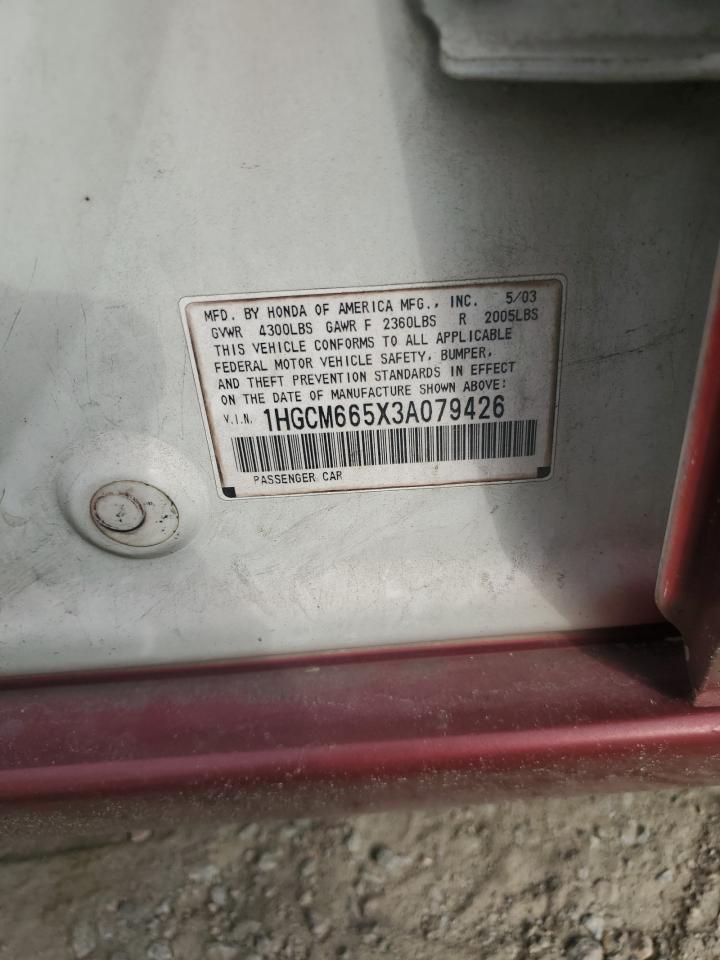 MFD. BY HONDA OF AMERICA MFG., INC. 5/03
GVWR 4300LBS GAWR F 2360LBS R 2005LBS
THIS VEHICLE CONFORMS TO ALL APPLICABLE
FEDERAL MOTOR VEHICLE SAFETY, BUMPER,
AND THEFT PREVENTION STANDARDS IN EFFECT
ON THE DATE OF MANUFACTURE SHOWN ABOVE:
V.I.N. 1HGCM665X3A079426
PASSENGER CAR